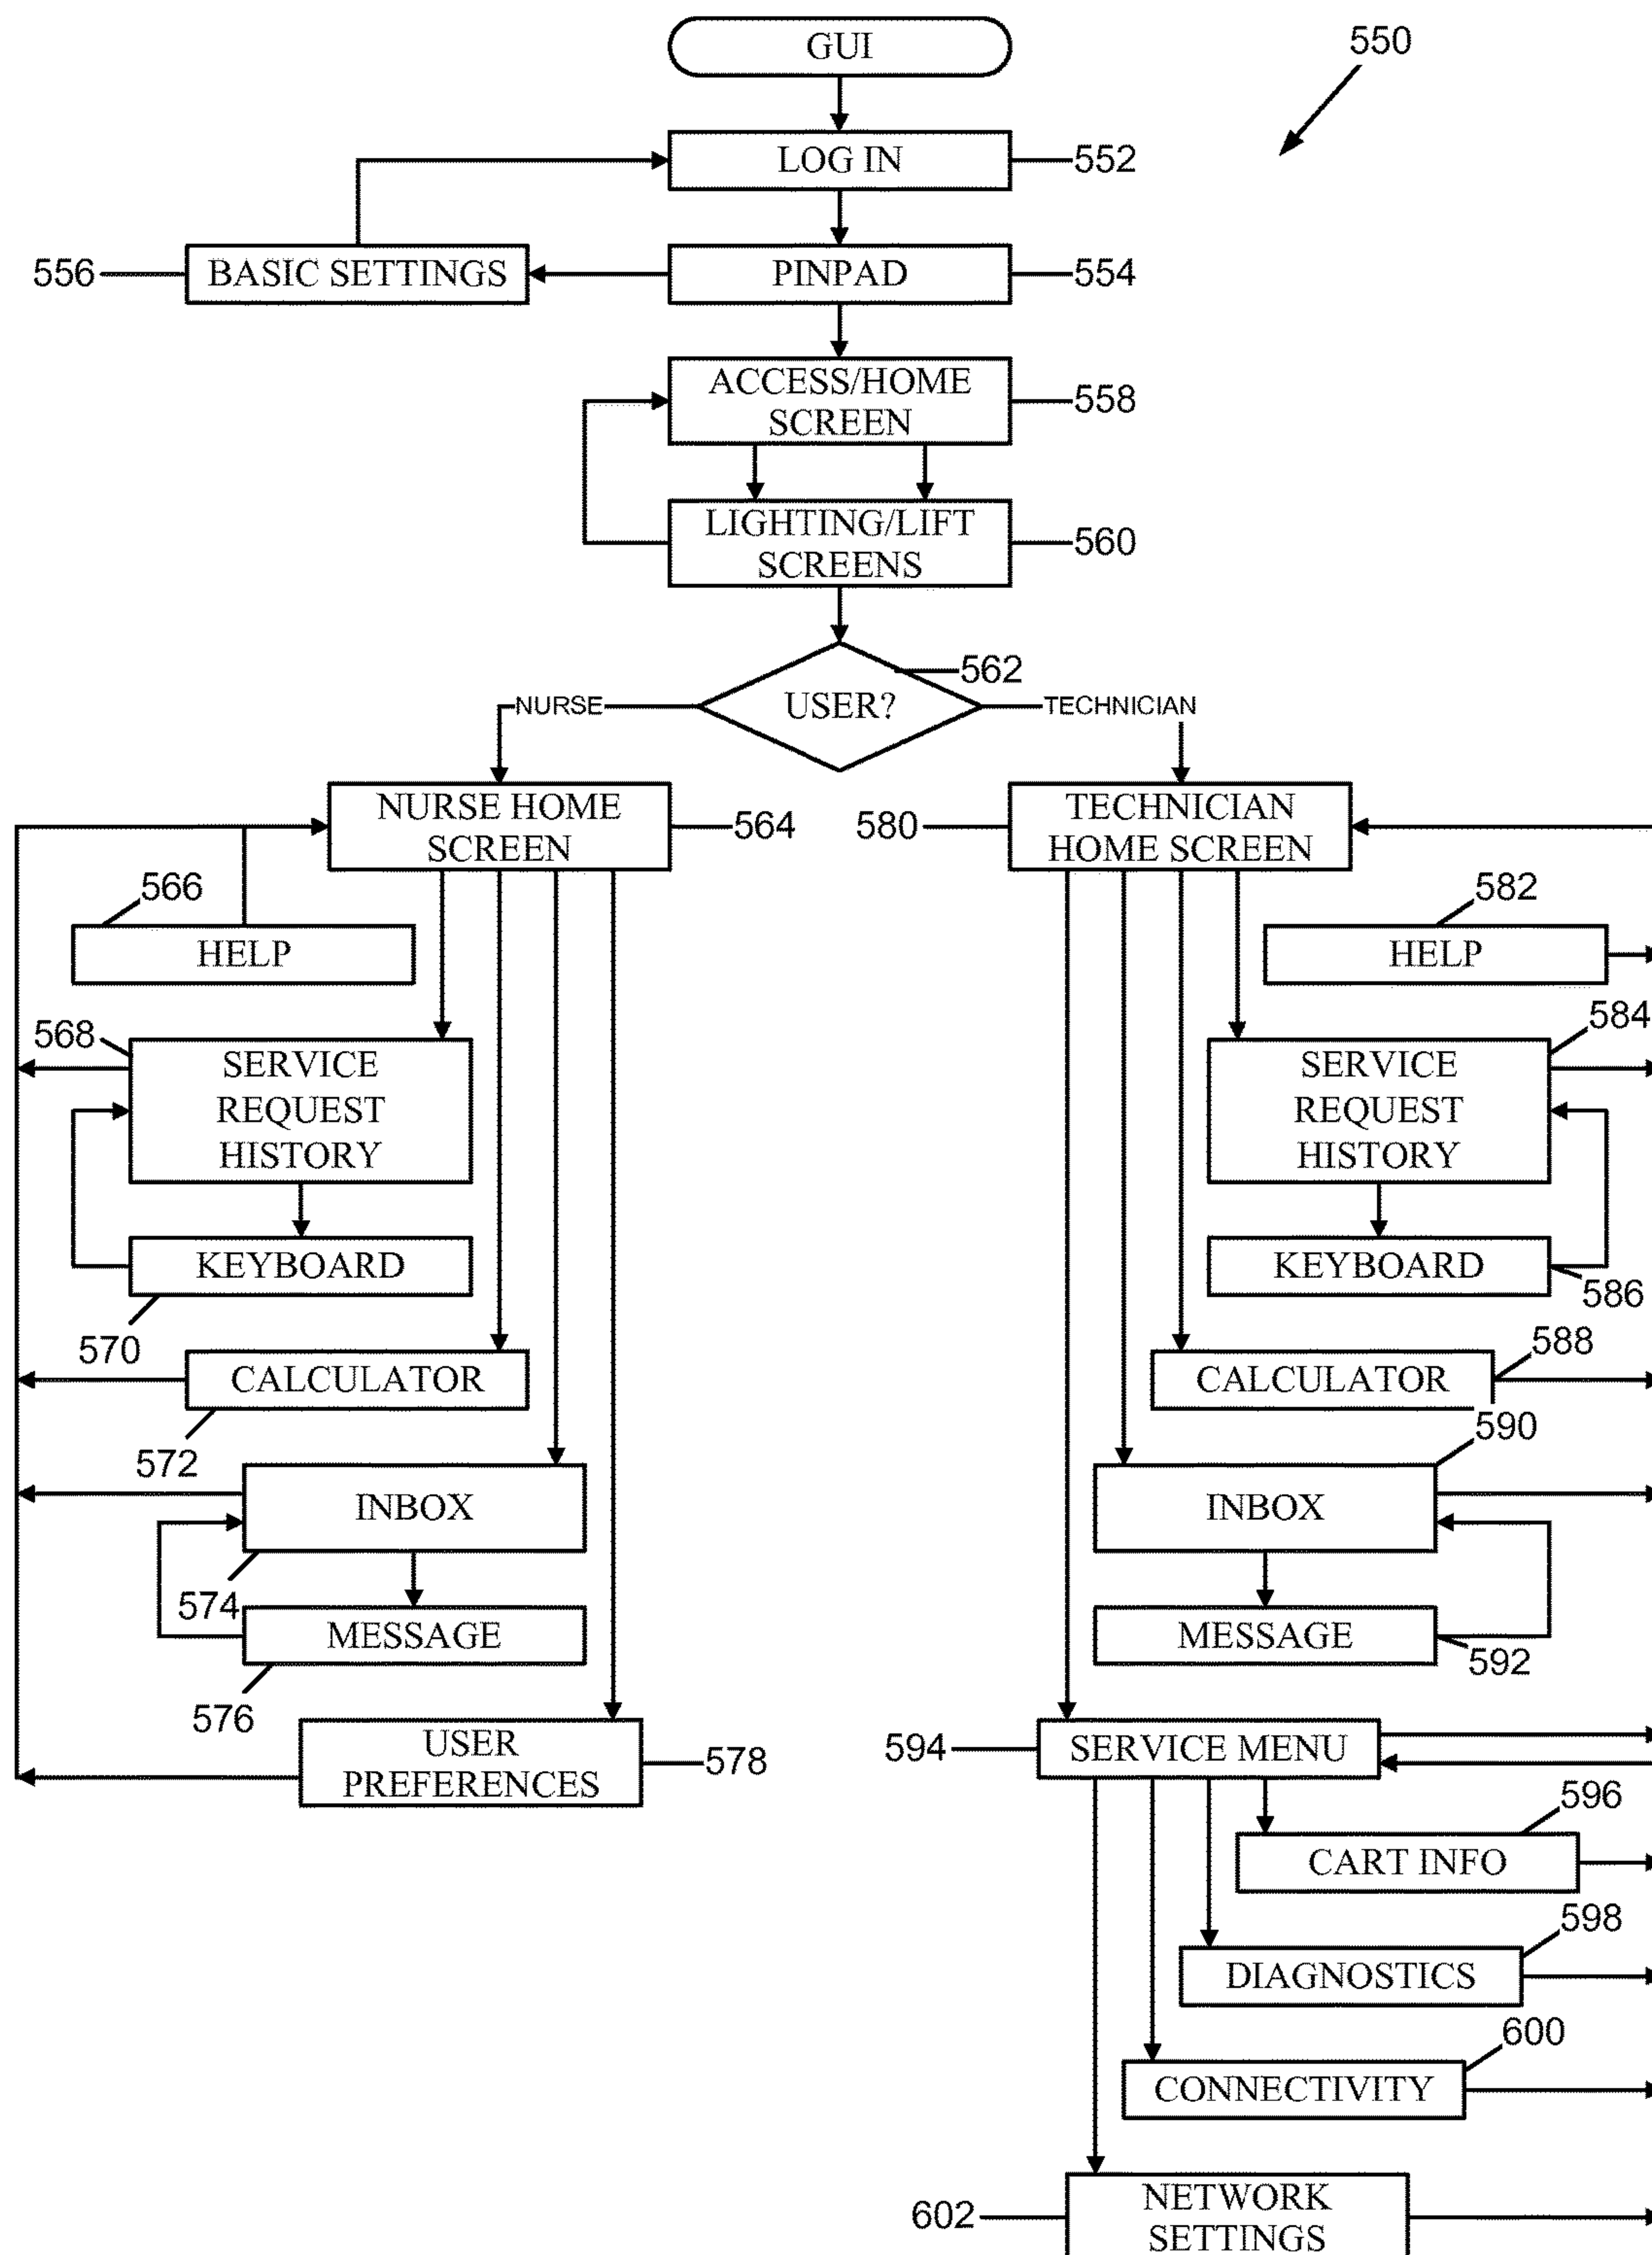 GUI
550
LOG IN
552
556
BASIC SETTINGS
PINPAD
554
ACCESS/HOME
SCREEN
558
LIGHTING/LIFT
SCREENS
560
562
NURSE
USER?
TECHNICIAN
NURSE HOME
SCREEN
564
580
TECHNICIAN
HOME SCREEN
566
HELP
582
HELP
568
SERVICE
REQUEST
HISTORY
584
SERVICE
REQUEST
HISTORY
KEYBOARD
570
KEYBOARD
586
CALCULATOR
572
588
CALCULATOR
590
INBOX
574
INBOX
MESSAGE
576
MESSAGE
592
USER
PREFERENCES
578
594
SERVICE MENU
596
CART INFO
598
DIAGNOSTICS
600
CONNECTIVITY
602
NETWORK
SETTINGS